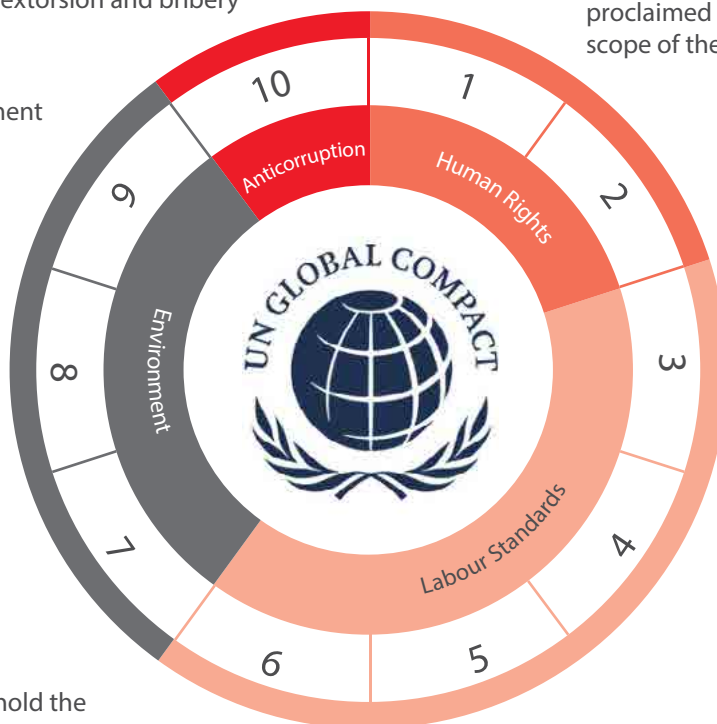 extorsion and bribery
proclaimed
scope of the
ment
10
1
2
3
4
5
6
7
8
9
Anticorruption
Human Rights
Labour Standards
Environment
UN GLOBAL COMPACT
hold the